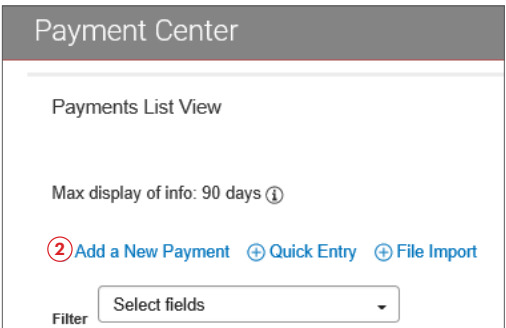 Payment Center
Payments List View
Max display of info: 90 days
2 Add a New Payment Quick Entry File Import
Filter Select fields